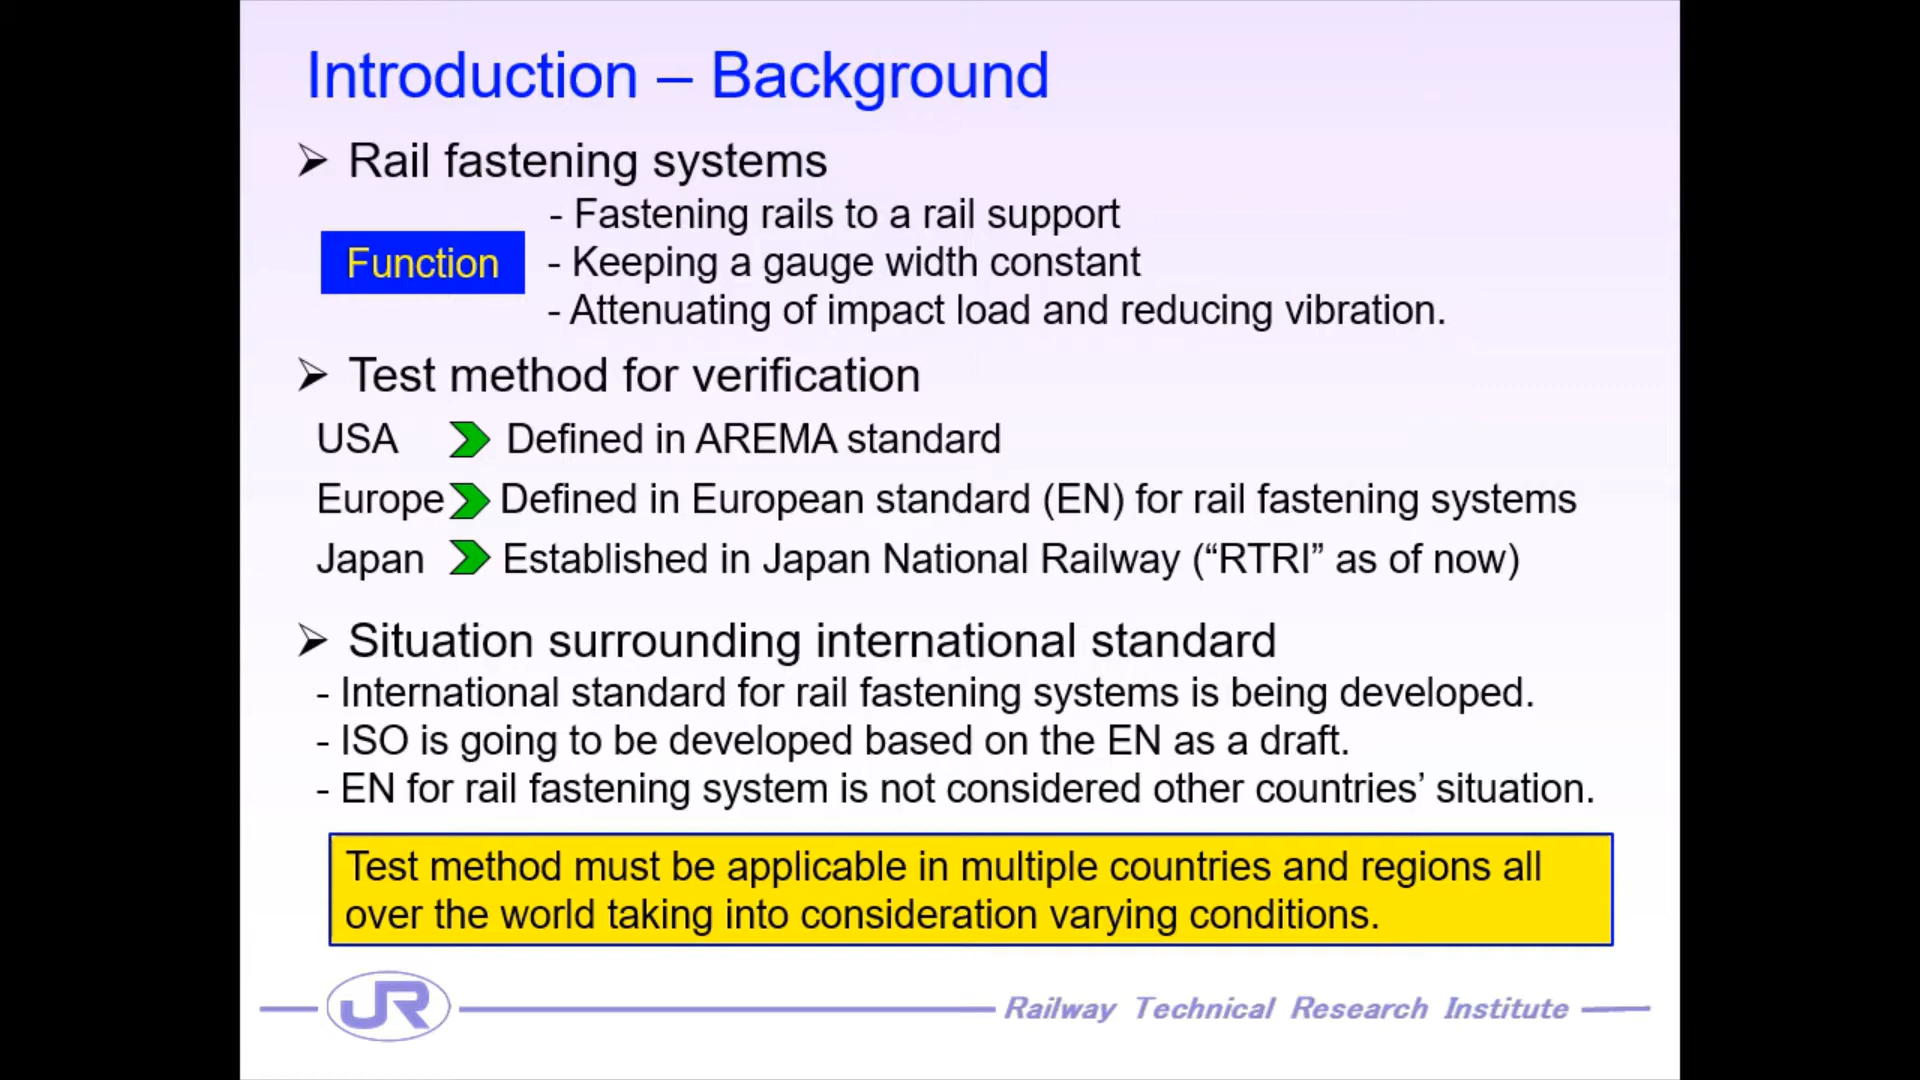 Introduction – Background
➢ Rail fastening systems
- Fastening rails to a rail support
Function
- Keeping a gauge width constant
- Attenuating of impact load and reducing vibration.
➢ Test method for verification
USA Defined in AREMA standard
Europe Defined in European standard (EN) for rail fastening systems
Japan Established in Japan National Railway (“RTRI” as of now)
➢ Situation surrounding international standard
- International standard for rail fastening systems is being developed.
- ISO is going to be developed based on the EN as a draft.
- EN for rail fastening system is not considered other countries’ situation.
Test method must be applicable in multiple countries and regions all
over the world taking into consideration varying conditions.
JR
Railway Technical Research Institute